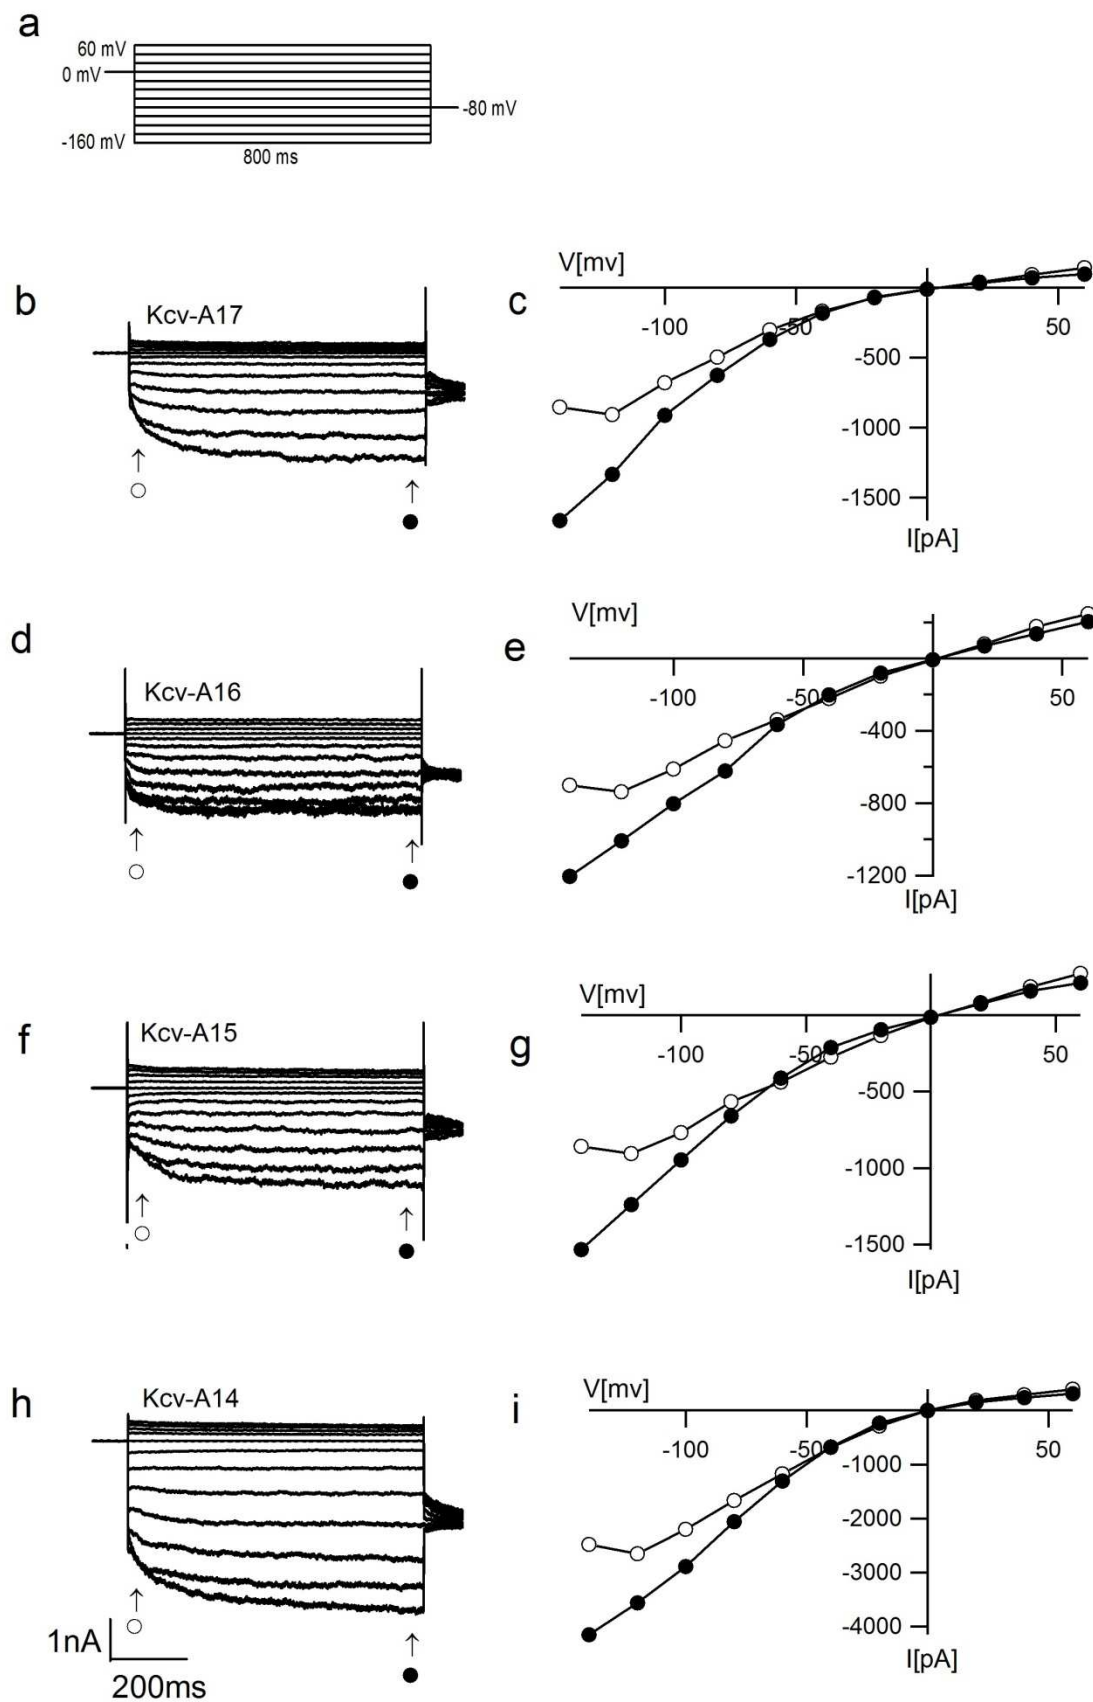 a
60 mV
0 mV
-80 mV
-160 mV
800 ms
b
Kcv-A17
c
V[mv]
-100
-50
50
-500
-1000
-1500
I[pA]
d
Kcv-A16
e
V[mv]
-100
-50
50
-400
-800
-1200
I[pA]
f
Kcv-A15
g
V[mv]
-100
-50
50
-500
-1000
-1500
I[pA]
h
Kcv-A14
1nA
200ms
i
V[mv]
-100
-50
50
-1000
-2000
-3000
-4000
I[pA]